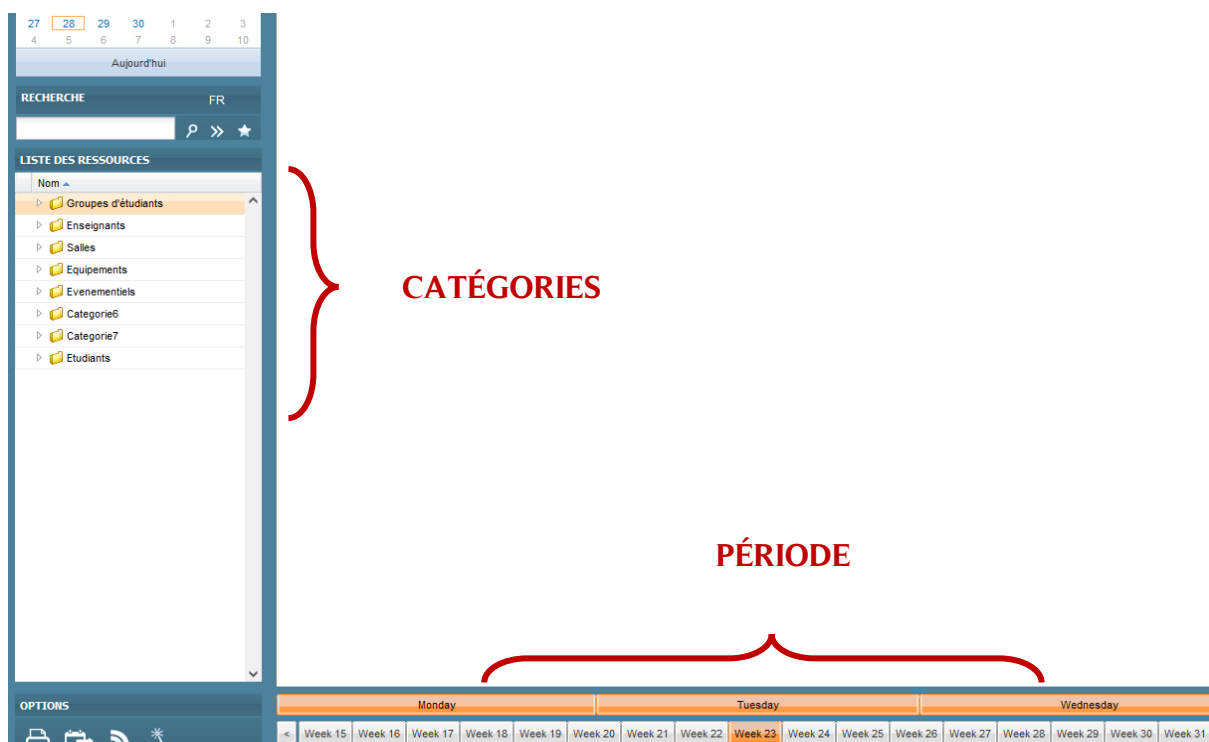 27 28 29 30 1 2 3
4 5 6 7 8 9 10
Aujourd'hui
RECHERCHE FR
LISTE DES RESSOURCES
Nom
Groupes d'étudiants
Enseignants
Salles
Equipements
Evenementiels
Categorie6
Categorie7
Etudiants
CATÉGORIES
PÉRIODE
OPTIONS
Monday Tuesday Wednesday
< Week 15 Week 16 Week 17 Week 18 Week 19 Week 20 Week 21 Week 22 Week 23 Week 24 Week 25 Week 26 Week 27 Week 28 Week 29 Week 30 Week 31